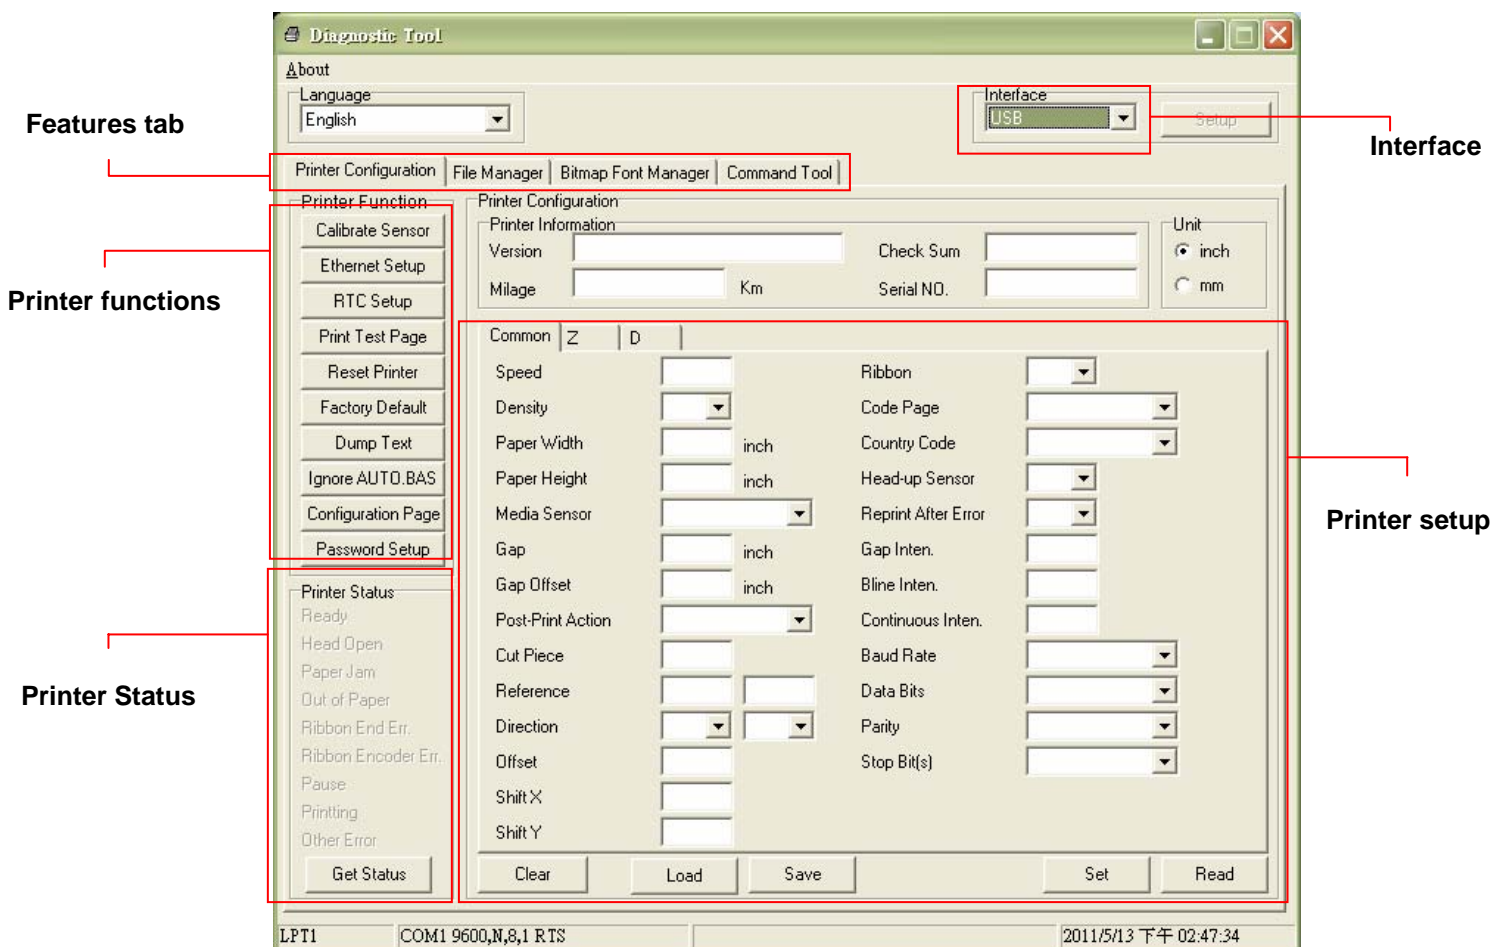 Diagnostic Tool
About
Language
English
Interface
USB
Setup
Features tab
Interface
Printer Configuration
File Manager
Bitmap Font Manager
Command Tool
Printer Function
Calibrate Sensor
Ethernet Setup
RTC Setup
Print Test Page
Reset Printer
Factory Default
Dump Text
Ignore AUTO.BAS
Configuration Page
Password Setup
Printer functions
Printer Configuration
Printer Information
Version
Check Sum
Milage
Km
Serial NO.
Unit
inch
mm
Common
Z
D
Speed
Ribbon
Density
Code Page
Paper Width
inch
Country Code
Paper Height
inch
Head-up Sensor
Media Sensor
Reprint After Error
Gap
inch
Gap Inten.
Gap Offset
inch
Bline Inten.
Post-Print Action
Continuous Inten.
Cut Piece
Baud Rate
Reference
Data Bits
Direction
Parity
Offset
Stop Bit(s)
Shift X
Shift Y
Clear
Load
Save
Set
Read
Printer setup
Printer Status
Ready
Head Open
Paper Jam
Out of Paper
Ribbon End Err.
Ribbon Encoder Err.
Pause
Printting
Other Error
Get Status
Printer Status
LPT1
COM1 9600,N,8,1 RTS
2011/5/13 下午 02:47:34